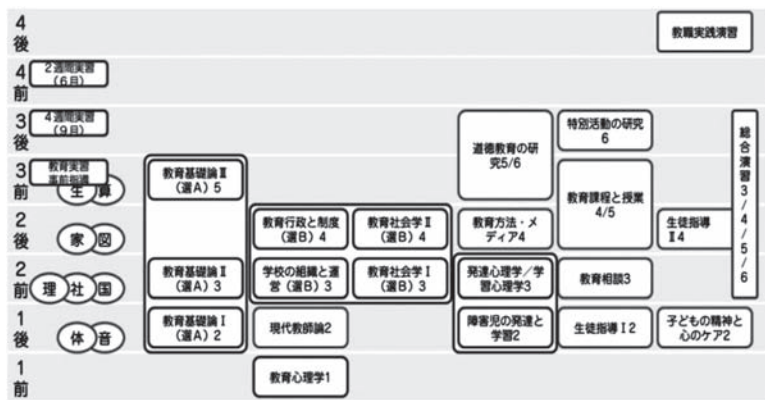 4
後
教職実践演習
4
前
2週間実習
(6月)
3
後
4週間実習
(9月)
道徳教育の研
究5/6
特別活動の研究
6
総合演習3/4/5/6
3
前
教育実習
事前指導
生
算
教育基礎論Ⅲ
(選A) 5
教育課程と授業
4/5
2
後
家
図
教育行政と制度
(選B) 4
教育社会学Ⅱ
(選B) 4
教育方法・メ
ディア4
生徒指導
Ⅱ4
2
前
理
社
国
教育基礎論Ⅱ
(選A) 3
学校の組織と運
営 (選B) 3
教育社会学Ⅰ
(選B) 3
発達心理学/学
習心理学3
教育相談3
1
後
体
音
教育基礎論Ⅰ
(選A) 2
現代教師論2
障害児の発達と
学習2
生徒指導Ⅰ2
子どもの精神と
心のケア2
1
前
教育心理学1